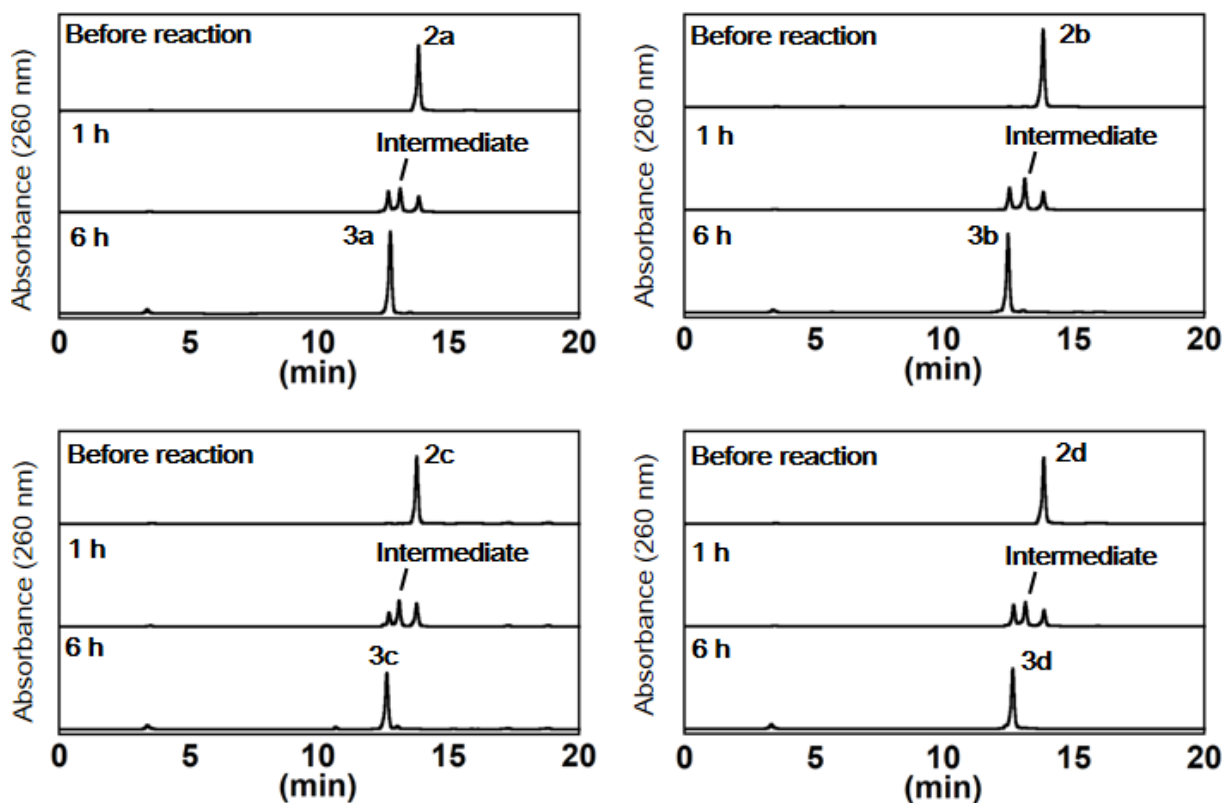 Before reaction
2a
1 h
Intermediate
6 h
3a
Absorbance (260 nm)
0 5 10 15 20
(min)
Before reaction
2b
1 h
Intermediate
6 h
3b
Absorbance (260 nm)
0 5 10 15 20
(min)
Before reaction
2c
1 h
Intermediate
6 h
3c
Absorbance (260 nm)
0 5 10 15 20
(min)
Before reaction
2d
1 h
Intermediate
6 h
3d
Absorbance (260 nm)
0 5 10 15 20
(min)